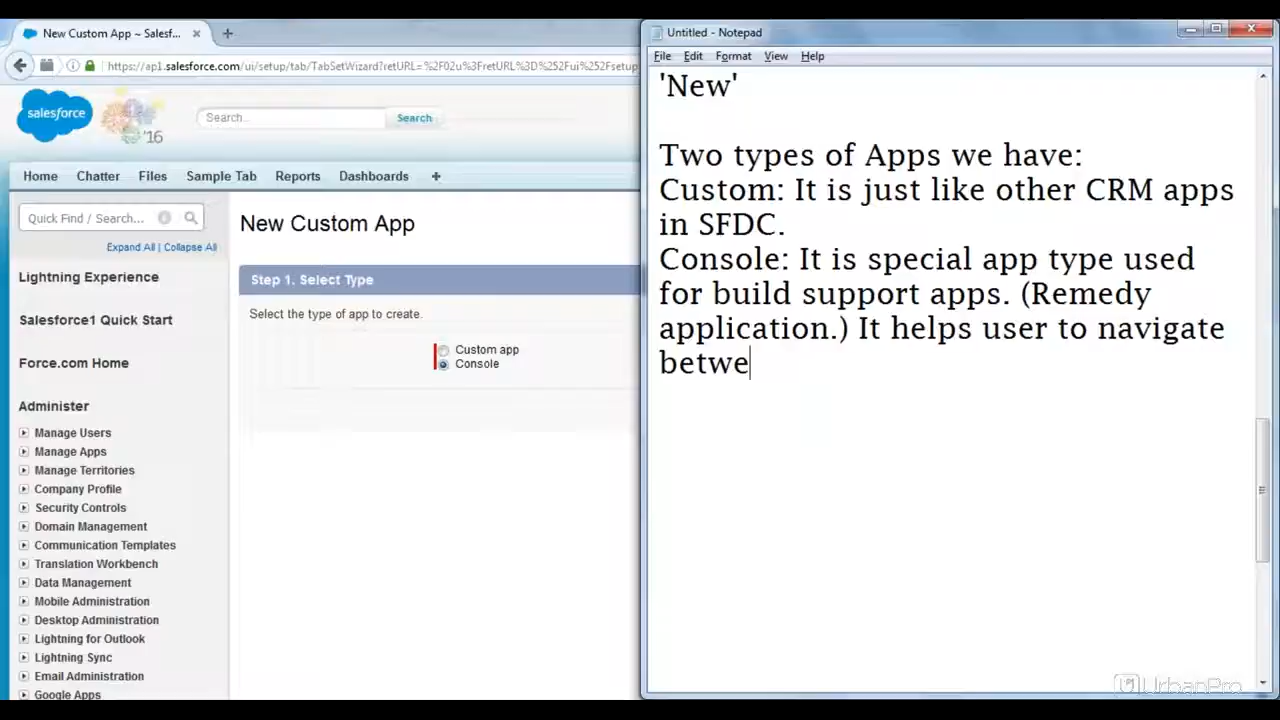 New Custom App ~ Salesf...
https://ap1.salesforce.com/ui/setup/tab/TabSetWizard?retURL=%2F02u%3FretURL%3D%252Fui%252Fsetup
salesforce
'16
Search...
Search
Home Chatter Files Sample Tab Reports Dashboards +
Quick Find / Search...
Expand All | Collapse All
Lightning Experience
Salesforce1 Quick Start
Force.com Home
Administer
Manage Users
Manage Apps
Manage Territories
Company Profile
Security Controls
Domain Management
Communication Templates
Translation Workbench
Data Management
Mobile Administration
Desktop Administration
Lightning for Outlook
Lightning Sync
Email Administration
Google Apps
New Custom App
Step 1. Select Type
Select the type of app to create.
Custom app
Console
Untitled - Notepad
File Edit Format View Help
'New'
Two types of Apps we have:
Custom: It is just like other CRM apps
in SFDC.
Console: It is special app type used
for build support apps. (Remedy
application.) It helps user to navigate
betwe
UrbanPro